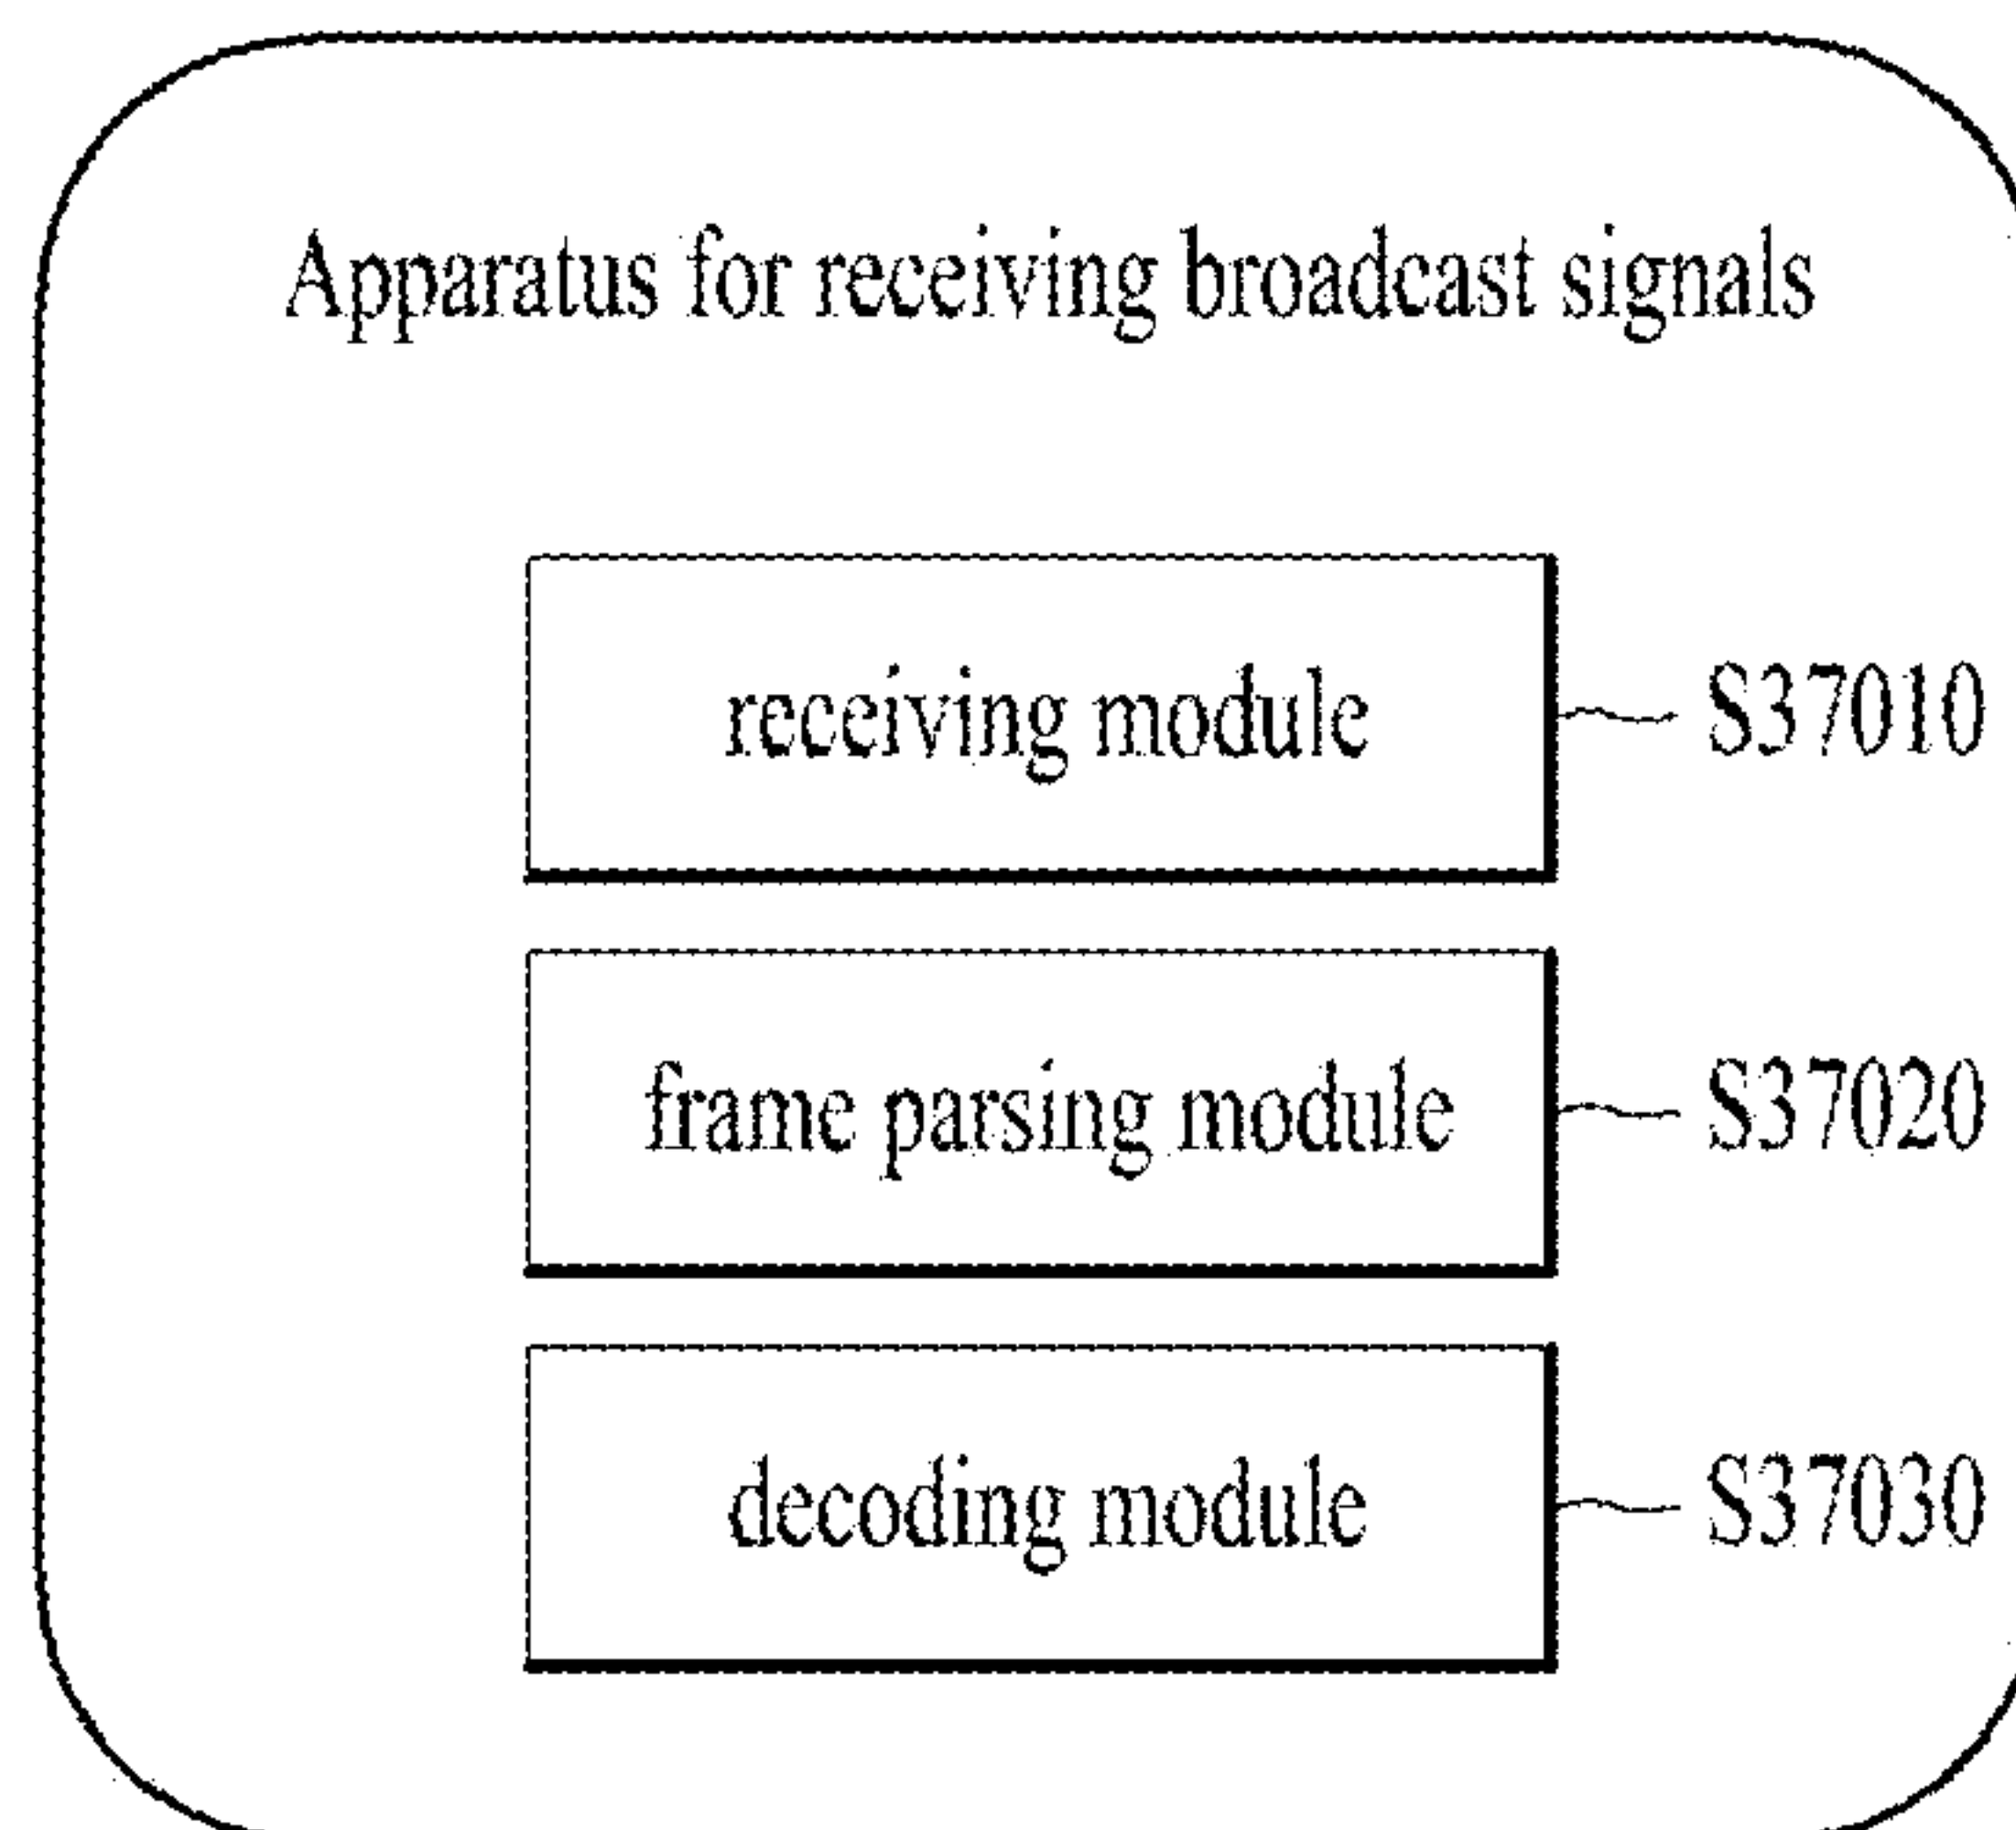 Apparatus for receiving broadcast signals
receiving module S37010
frame parsing module S37020
decoding module S37030